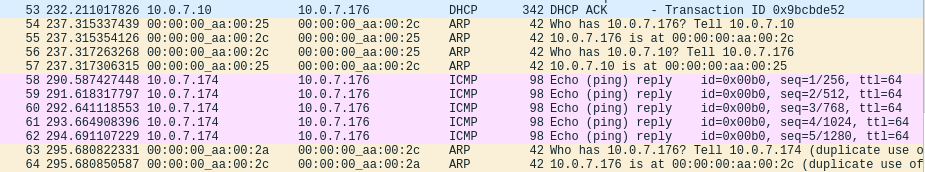 53 232.211017826 10.0.7.10 10.0.7.176 DHCP 342 DHCP ACK - Transaction ID 0x9bcbde52
54 237.315337439 00:00:00_aa:00:25 00:00:00_aa:00:2c ARP 42 Who has 10.0.7.176? Tell 10.0.7.10
55 237.315354126 00:00:00_aa:00:2c 00:00:00_aa:00:25 ARP 42 10.0.7.176 is at 00:00:00:aa:00:2c
56 237.317263268 00:00:00_aa:00:2c 00:00:00_aa:00:25 ARP 42 Who has 10.0.7.10? Tell 10.0.7.176
57 237.317306315 00:00:00_aa:00:25 00:00:00_aa:00:2c ARP 42 10.0.7.10 is at 00:00:00:aa:00:25
58 290.587427448 10.0.7.174 10.0.7.176 ICMP 98 Echo (ping) reply id=0x00b0, seq=1/256, ttl=64
59 291.618317797 10.0.7.174 10.0.7.176 ICMP 98 Echo (ping) reply id=0x00b0, seq=2/512, ttl=64
60 292.641118553 10.0.7.174 10.0.7.176 ICMP 98 Echo (ping) reply id=0x00b0, seq=3/768, ttl=64
61 293.664908396 10.0.7.174 10.0.7.176 ICMP 98 Echo (ping) reply id=0x00b0, seq=4/1024, ttl=64
62 294.691107229 10.0.7.174 10.0.7.176 ICMP 98 Echo (ping) reply id=0x00b0, seq=5/1280, ttl=64
63 295.680822331 00:00:00_aa:00:2a 00:00:00_aa:00:2c ARP 42 Who has 10.0.7.176? Tell 10.0.7.174 (duplicate use o
64 295.680850587 00:00:00_aa:00:2c 00:00:00_aa:00:2a ARP 42 10.0.7.176 is at 00:00:00:aa:00:2c (duplicate use of